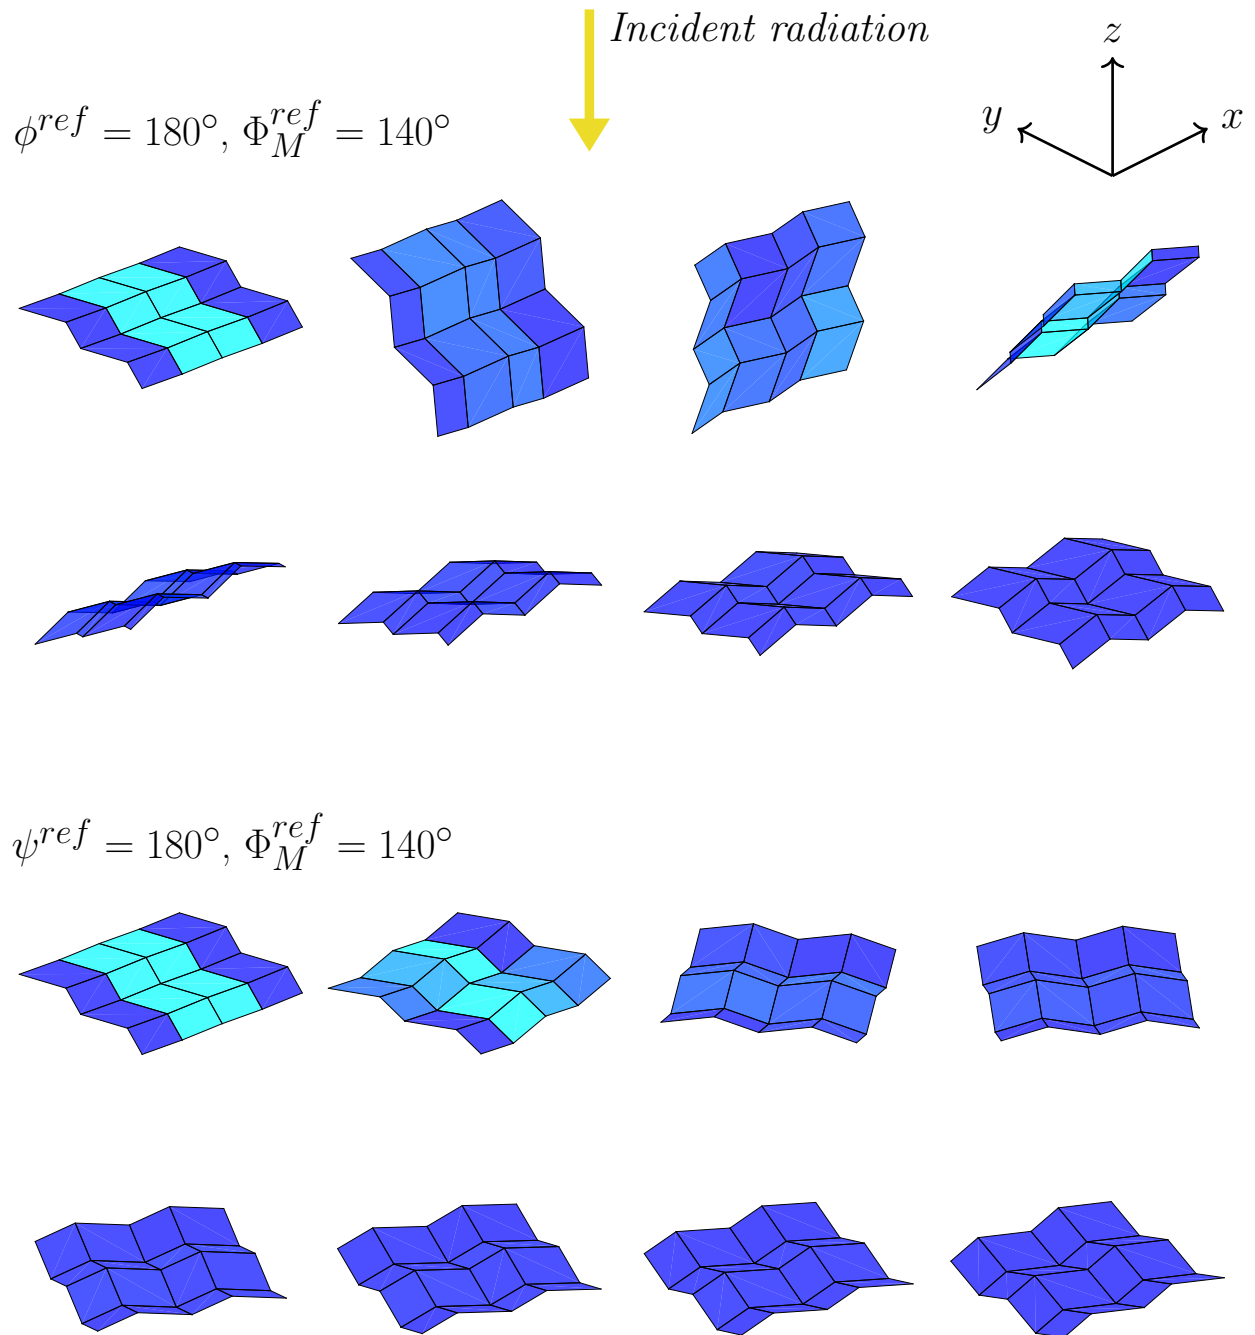 Incident radiation
z
y
x
ϕ^{ref} = 180°, Φ_M^{ref} = 140°
ψ^{ref} = 180°, Φ_M^{ref} = 140°